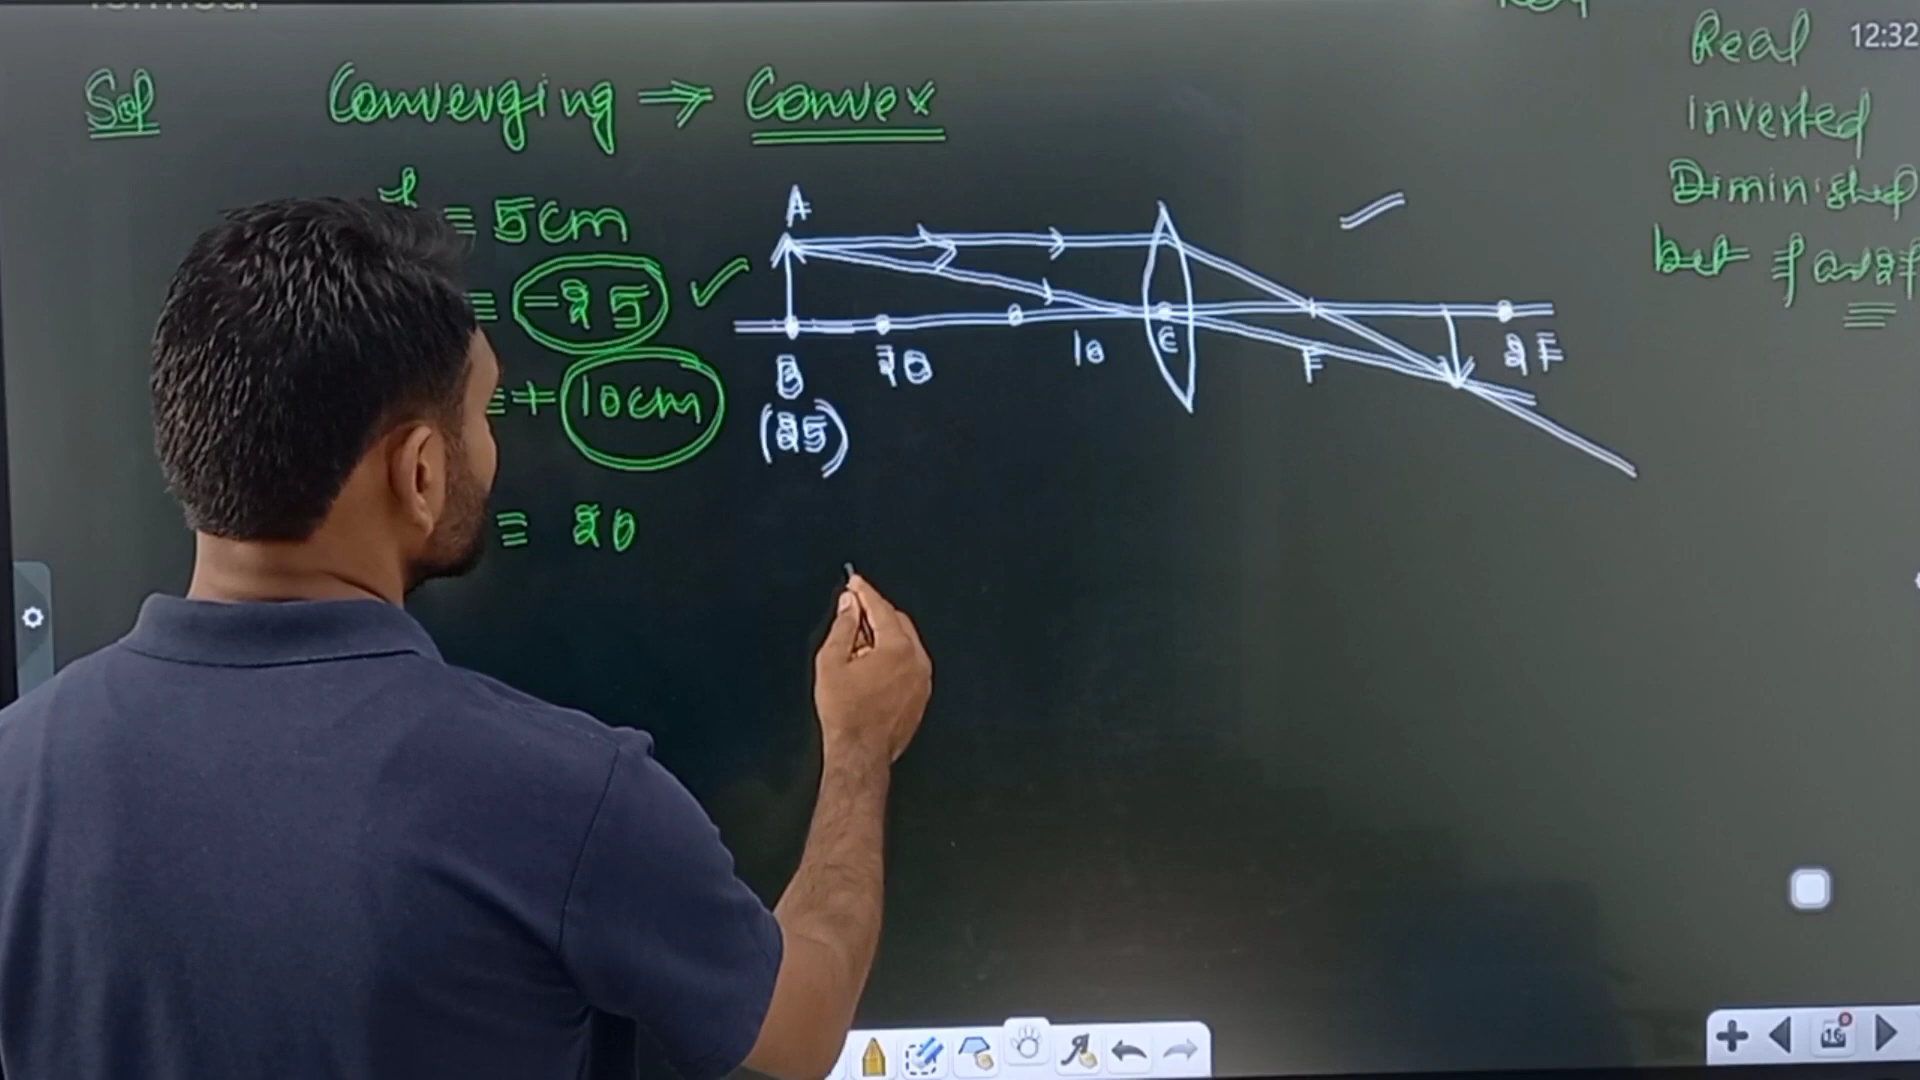 Sol Converging ⇒ Convex
h = 5cm
= -25 ✓
= + 10cm
= 20
A
B 20 10 C F 2F
(25)
Real
inverted
Diminished
bet f and 2f
12:32
16